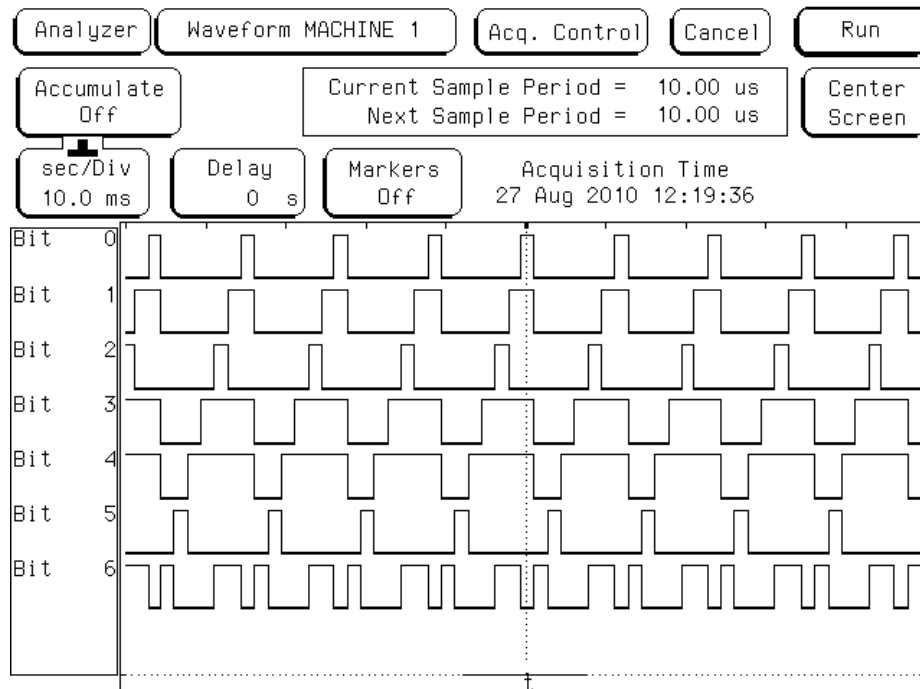 Analyzer Waveform MACHINE 1 Acq. Control Cancel Run
Accumulate
Off
Current Sample Period = 10.00 us
Next Sample Period = 10.00 us
Center
Screen
sec/Div
10.0 ms
Delay
0 s
Markers
Off
Acquisition Time
27 Aug 2010 12:19:36
Bit 0
Bit 1
Bit 2
Bit 3
Bit 4
Bit 5
Bit 6